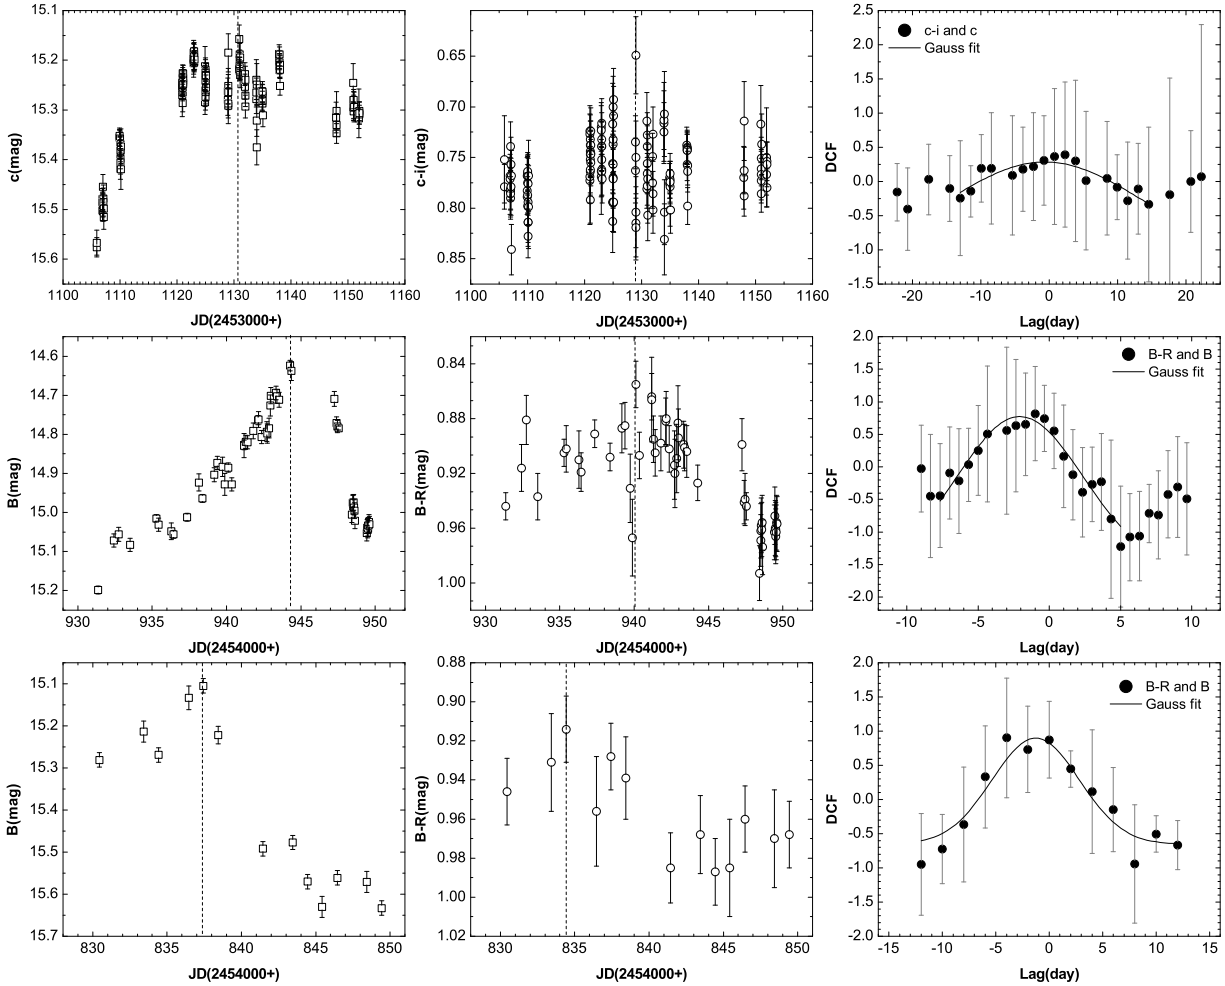 15.1
15.2
15.3
15.4
15.5
15.6
c(mag)
1100 1110 1120 1130 1140 1150 1160
JD(2453000+)
0.65
0.70
0.75
0.80
0.85
c-i(mag)
1100 1110 1120 1130 1140 1150 1160
JD(2453000+)
2.5
2.0
1.5
1.0
0.5
0.0
-0.5
-1.0
-1.5
DCF
c-i and c
Gauss fit
-20 -10 0 10 20
Lag(day)
14.6
14.7
14.8
14.9
15.0
15.1
15.2
B(mag)
930 935 940 945 950
JD(2454000+)
0.84
0.88
0.92
0.96
1.00
B-R(mag)
930 935 940 945 950
JD(2454000+)
2.0
1.5
1.0
0.5
0.0
-0.5
-1.0
-1.5
-2.0
DCF
B-R and B
Gauss fit
-10 -5 0 5 10
Lag(day)
15.1
15.2
15.3
15.4
15.5
15.6
15.7
B(mag)
830 835 840 845 850
JD(2454000+)
0.88
0.90
0.92
0.94
0.96
0.98
1.00
1.02
B-R(mag)
830 835 840 845 850
JD(2454000+)
2.0
1.5
1.0
0.5
0.0
-0.5
-1.0
-1.5
-2.0
DCF
B-R and B
Gauss fit
-15 -10 -5 0 5 10 15
Lag(day)